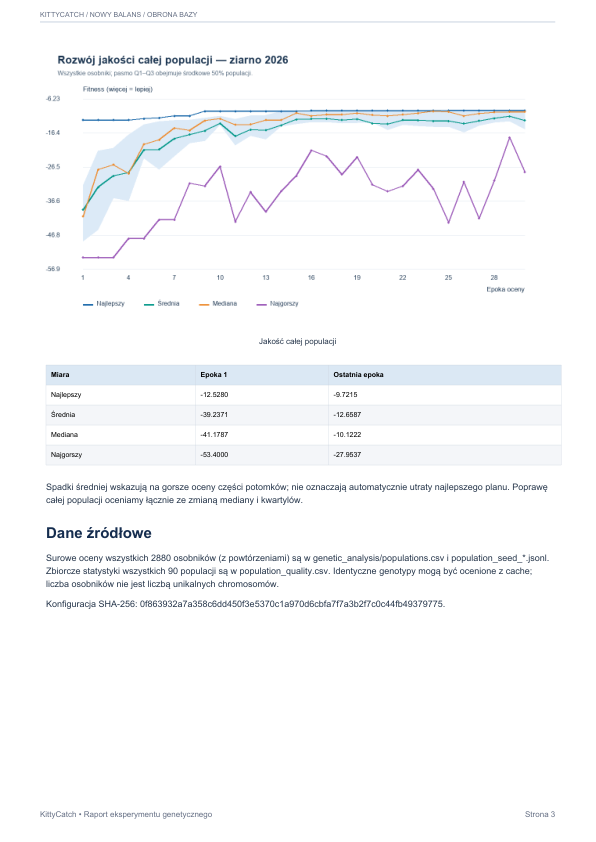 KITTYCATCH / NOWY BALANS / OBRONA BAZY
Rozwój jakości całej populacji — ziarno 2026
Wszystkie osobniki; pasmo Q1–Q3 obejmuje środkowe 50% populacji.
Fitness (więcej = lepiej)
-6.23
-16.4
-26.5
-36.6
-46.8
-56.9
1 4 7 10 13 16 19 22 25 28
Epoka oceny
Najlepszy Średnia Mediana Najgorszy
Jakość całej populacji
Miara Epoka 1 Ostatnia epoka
Najlepszy -12.5280 -9.7215
Średnia -39.2371 -12.6587
Mediana -41.1787 -10.1222
Najgorszy -53.4000 -27.9537
Spadki średniej wskazują na gorsze oceny części potomków; nie oznaczają automatycznie utraty najlepszego planu. Poprawę
całej populacji oceniamy łącznie ze zmianą mediany i kwartylów.
Dane źródłowe
Surowe oceny wszystkich 2880 osobników (z powtórzeniami) są w genetic_analysis/populations.csv i population_seed_*.jsonl.
Zbiorcze statystyki wszystkich 90 populacji są w population_quality.csv. Identyczne genotypy mogą być ocenione z cache;
liczba osobników nie jest liczbą unikalnych chromosomów.
Konfiguracja SHA-256: 0f863932a7a358c6dd450f3e5370c1a970d6cbfa7f7a3b2f7c0c44fb49379775.
KittyCatch • Raport eksperymentu genetycznego
Strona 3